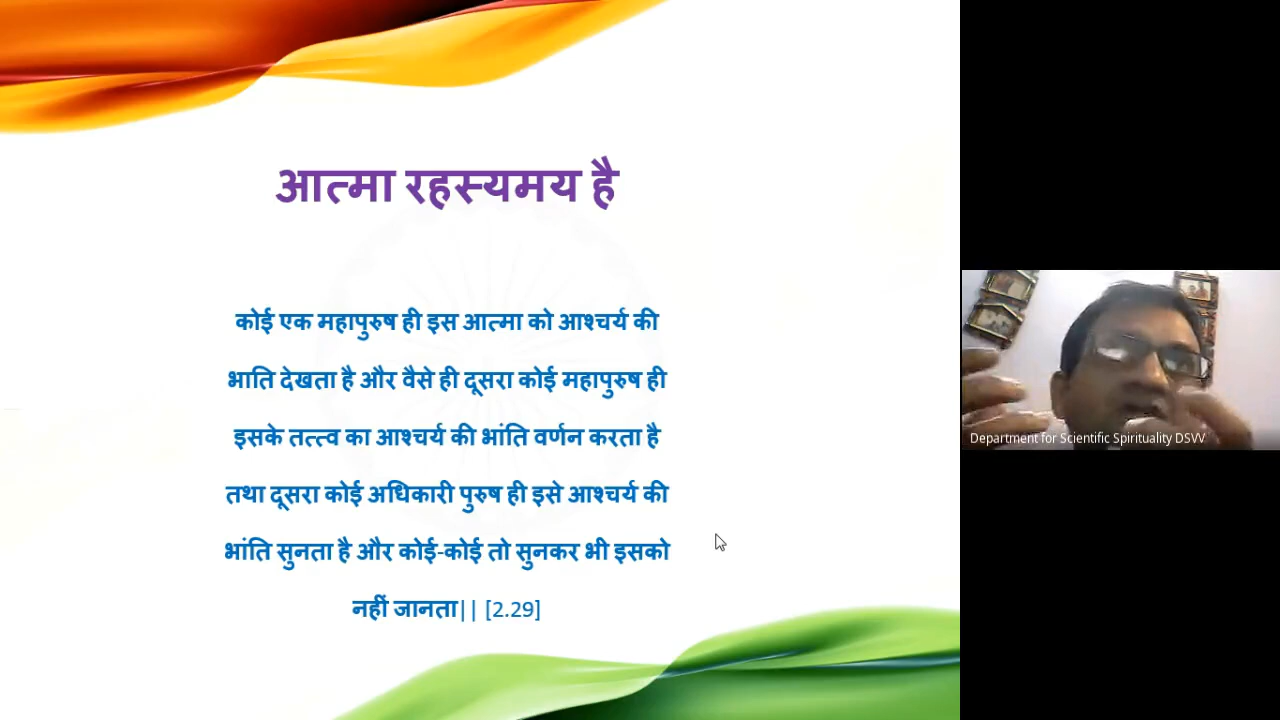 आत्मा रहस्यमय है
कोई एक महापुरुष ही इस आत्मा को आश्चर्य की
भाति देखता है और वैसे ही दूसरा कोई महापुरुष ही
इसके तत्त्व का आश्चर्य की भांति वर्णन करता है
तथा दूसरा कोई अधिकारी पुरुष ही इसे आश्चर्य की
भांति सुनता है और कोई-कोई तो सुनकर भी इसको
नहीं जानता|| [2.29]
Department for Scientific Spirituality DSVV